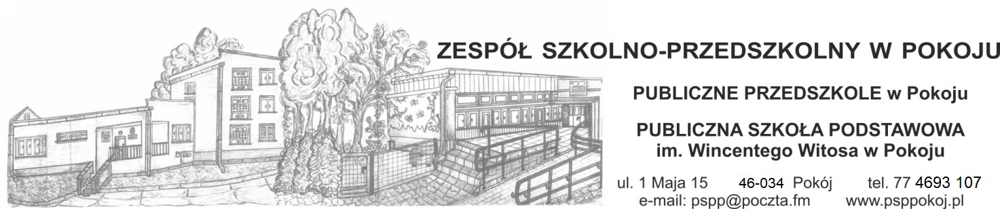 ZESPÓŁ SZKOLNO-PRZEDSZKOLNY W POKOJU
PUBLICZNE PRZEDSZKOLE w Pokoju
PUBLICZNA SZKOŁA PODSTAWOWA
im. Wincentego Witosa w Pokoju
ul. 1 Maja 15 46-034 Pokój tel. 77 4693 107
e-mail: pspp@poczta.fm www.psppokoj.pl